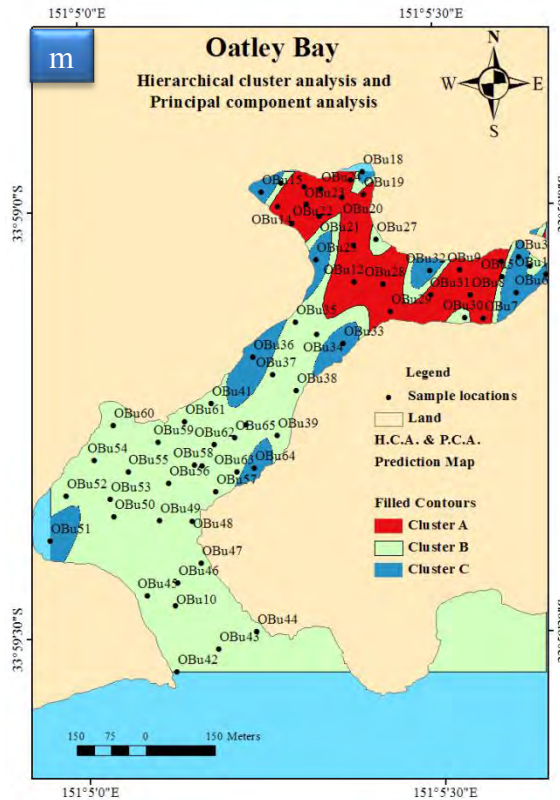 151°5'0"E 151°5'30"E
m
Oatley Bay
Hierarchical cluster analysis and
Principal component analysis
N
W E
S
OBu18
OBu15
OBu19
OBu20
OBu14 OBu22
OBu21
OBu27
33°59'0"S
OBu32 OBu9
OBu12 OBu28
OBu31 OBu8 OBu6
OBu29 OBu30 OBu7
OBu35
OBu33
OBu36 OBu34
OBu37
OBu38
OBu41
OBu60 OBu61
OBu59 OBu62 OBu65 OBu39
OBu54 OBu58
OBu55 OBu56 OBu63 OBu64
OBu52 OBu53 OBu57
OBu50 OBu49 OBu48
OBu51
OBu47
OBu45 OBu46
OBu10
OBu44
OBu43
OBu42
33°59'30"S
Legend
Sample locations
Land
H.C.A. & P.C.A.
Prediction Map
Filled Contours
Cluster A
Cluster B
Cluster C
150 75 0 150 Meters
151°5'0"E 151°5'30"E